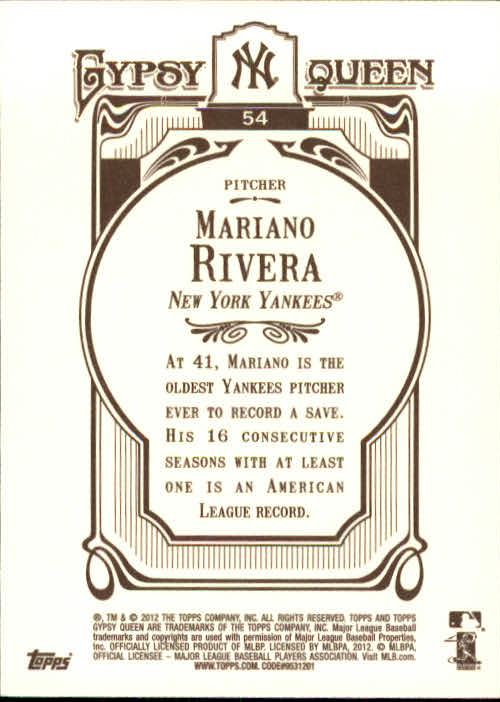 GYPSY NY QUEEN
54
PITCHER
MARIANO
RIVERA
NEW YORK YANKEES®
AT 41, MARIANO IS THE
OLDEST YANKEES PITCHER
EVER TO RECORD A SAVE.
HIS 16 CONSECUTIVE
SEASONS WITH AT LEAST
ONE IS AN AMERICAN
LEAGUE RECORD.
®, TM & © 2012 THE TOPPS COMPANY, INC. ALL RIGHTS RESERVED. TOPPS AND TOPPS
GYPSY QUEEN ARE TRADEMARKS OF THE TOPPS COMPANY, INC. Major League Baseball
trademarks and copyrights are used with permission of Major League Baseball Properties,
Inc. OFFICIALLY LICENSED PRODUCT OF MLBP. LICENSED BY MLBPA, 2012. © MLBPA,
OFFICIAL LICENSEE – MAJOR LEAGUE BASEBALL PLAYERS ASSOCIATION. Visit MLB.com.
WWW.TOPPS.COM. CODE#9531201
Topps